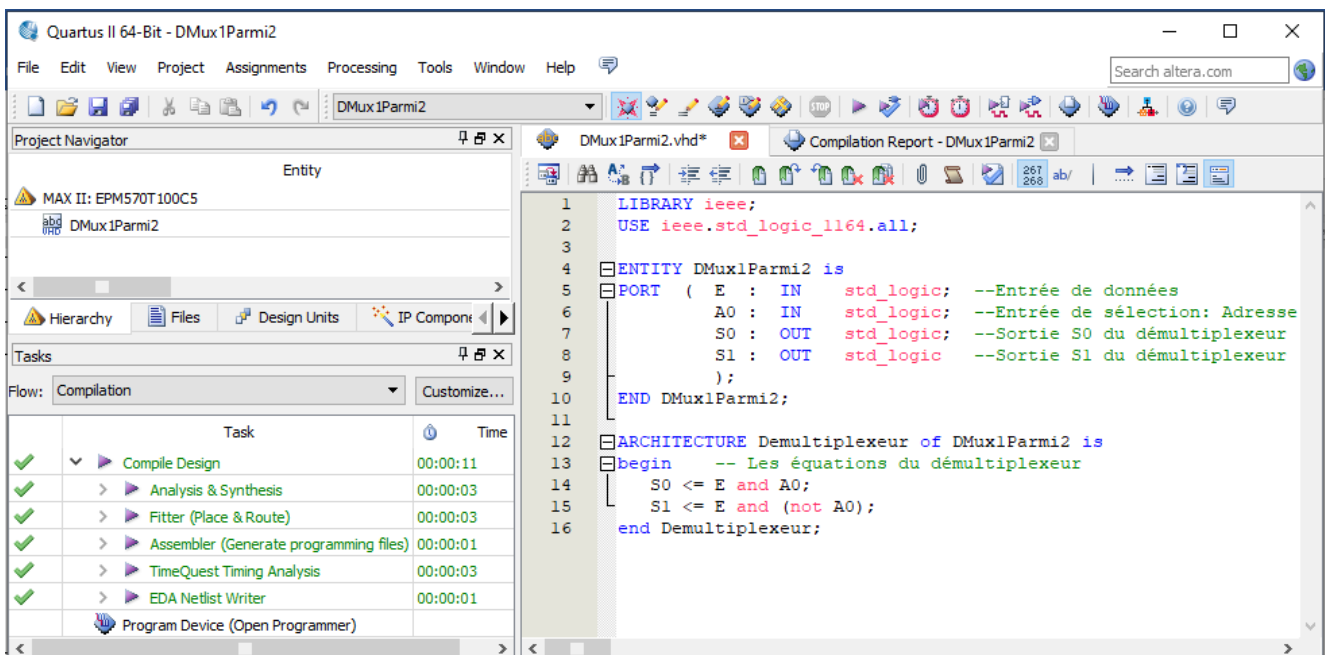 Quartus II 64-Bit - DMux1Parmi2
File Edit View Project Assignments Processing Tools Window Help
Search altera.com
DMux1Parmi2
STOP
Project Navigator
Entity
MAX II: EPM570T100C5
abd VHD DMux1Parmi2
Hierarchy Files Design Units IP Compone
Tasks
Flow: Compilation Customize...
Task Time
Compile Design 00:00:11
Analysis & Synthesis 00:00:03
Fitter (Place & Route) 00:00:03
Assembler (Generate programming files) 00:00:01
TimeQuest Timing Analysis 00:00:03
EDA Netlist Writer 00:00:01
Program Device (Open Programmer)
DMux1Parmi2.vhd* Compilation Report - DMux1Parmi2
267 268 ab/
1 LIBRARY ieee;
2 USE ieee.std_logic_1164.all;
3
4 ENTITY DMux1Parmi2 is
5 PORT ( E : IN std_logic; --Entrée de données
6 A0 : IN std_logic; --Entrée de sélection: Adresse
7 S0 : OUT std_logic; --Sortie S0 du démultiplexeur
8 S1 : OUT std_logic --Sortie S1 du démultiplexeur
9 );
10 END DMux1Parmi2;
11
12 ARCHITECTURE Demultiplexeur of DMux1Parmi2 is
13 begin -- Les équations du démultiplexeur
14 S0 <= E and A0;
15 S1 <= E and (not A0);
16 end Demultiplexeur;